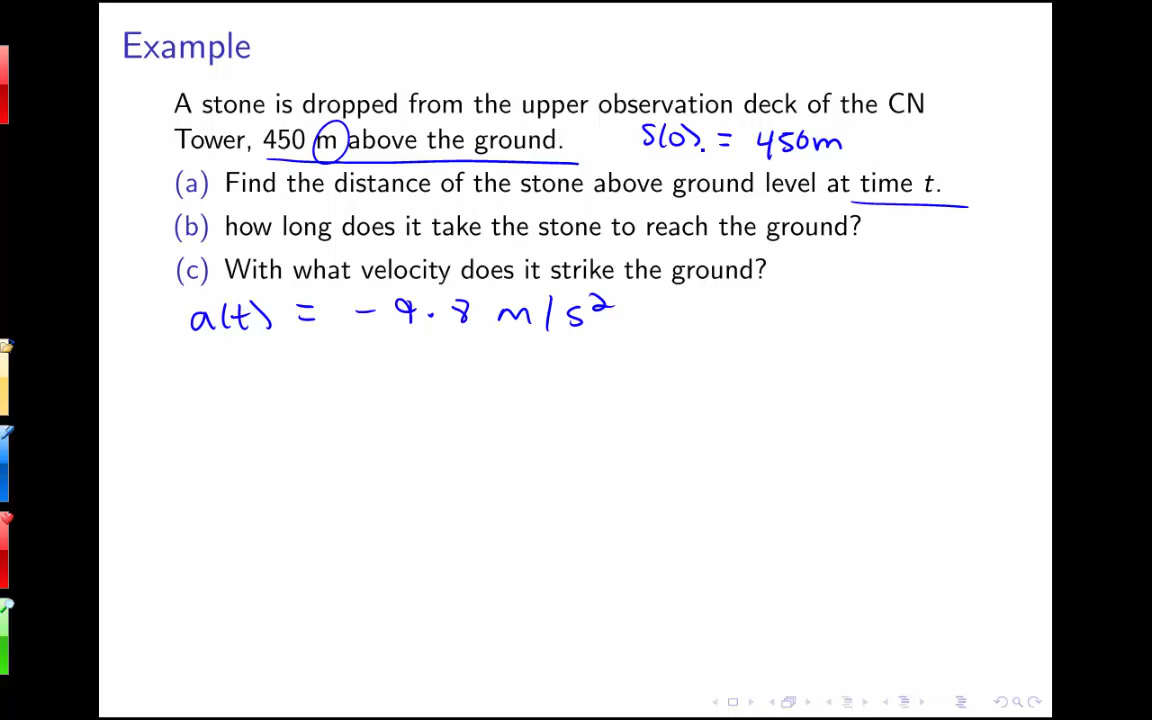 Example
A stone is dropped from the upper observation deck of the CN
Tower, 450 m above the ground. S(0) = 450m
(a) Find the distance of the stone above ground level at time t.
(b) how long does it take the stone to reach the ground?
(c) With what velocity does it strike the ground?
a(t) = - 9.8 m/s²